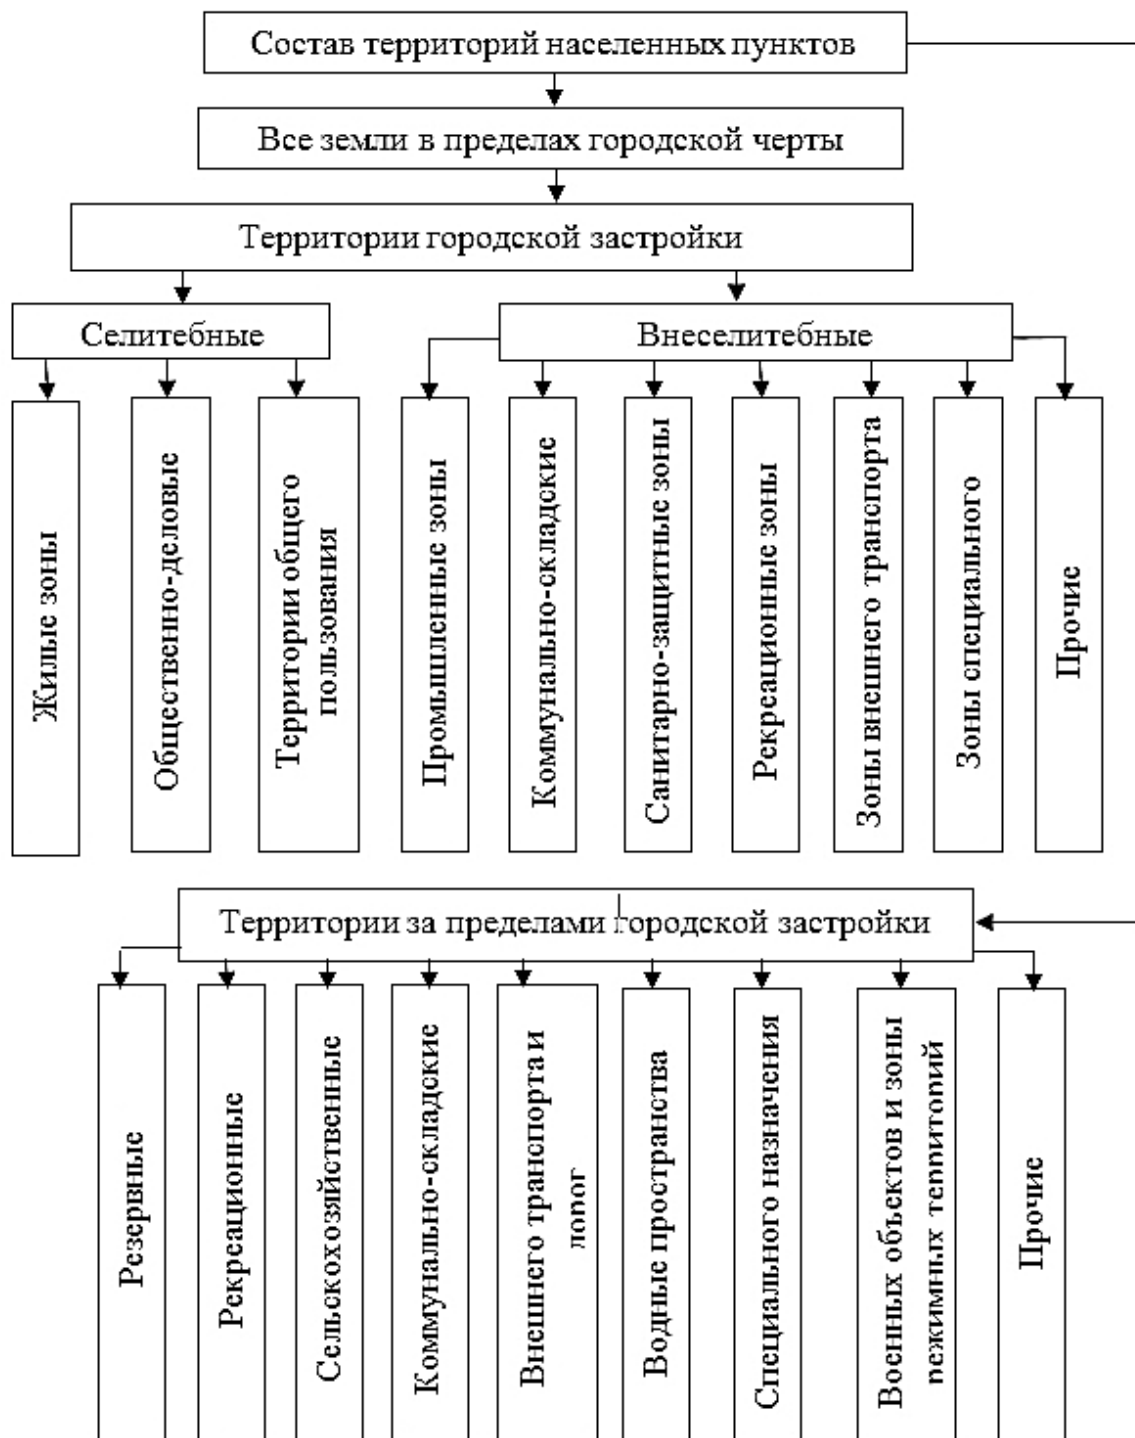 Состав территорий населенных пунктов
Все земли в пределах городской черты
Территории городской застройки
Селитебные
Внеселитебные
Жилые зоны
Общественно-деловые
Территории общего
пользования
Промышленные зоны
Коммунально-складские
Санитарно-защитные зоны
Рекреационные зоны
Зоны внешнего транспорта
Зоны специального
Прочие
Территории за пределами городской застройки
Резервные
Рекреационные
Сельскохозяйственные
Коммунально-складские
Внешнего транспорта и
дорог
Водные пространства
Специального назначения
Военных объектов и зоны
режимных территорий
Прочие